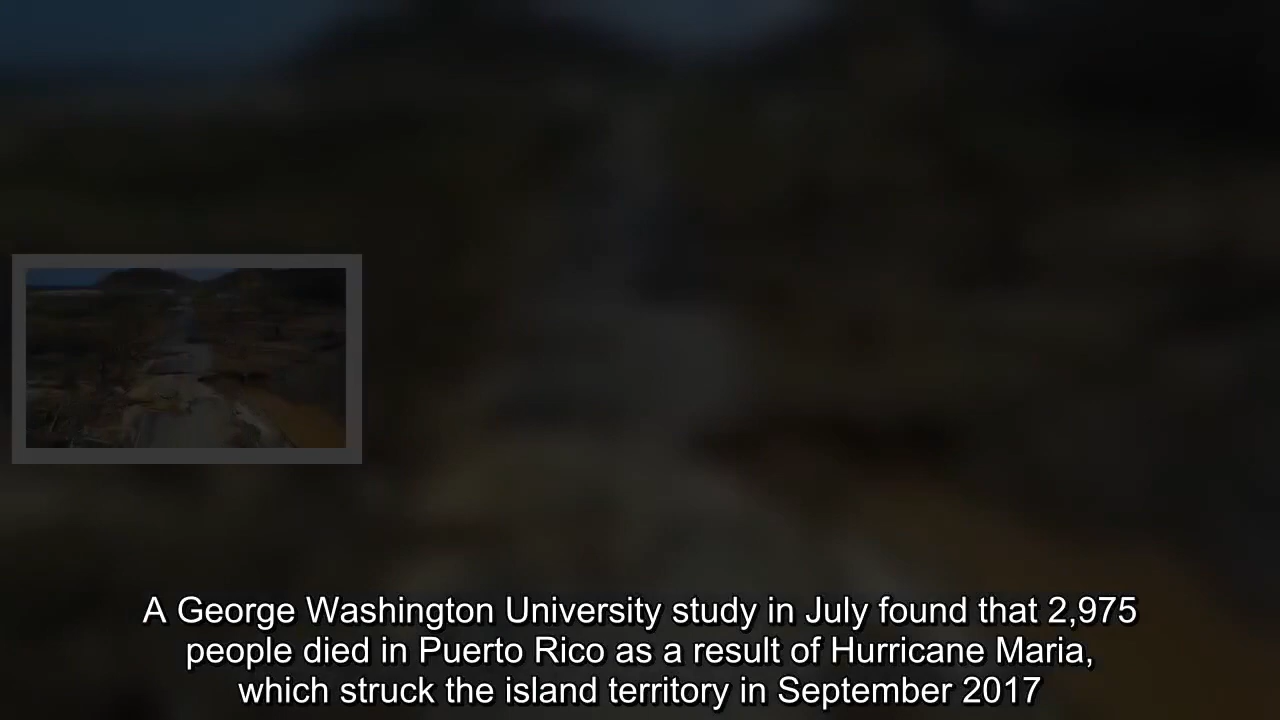 A George Washington University study in July found that 2,975
people died in Puerto Rico as a result of Hurricane Maria,
which struck the island territory in September 2017